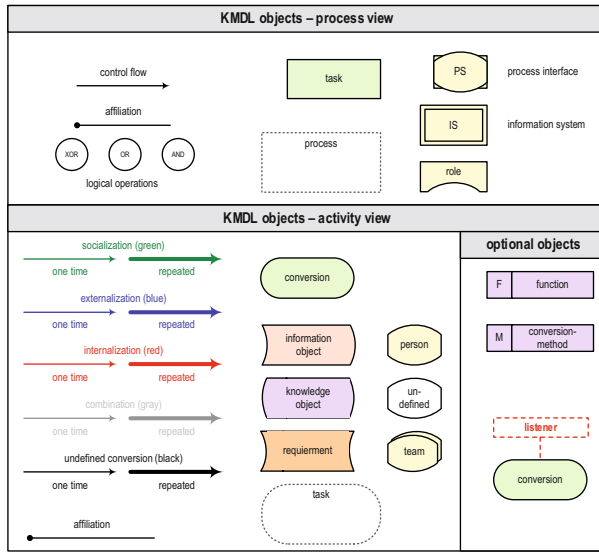 KMDL objects – process view
control flow
task
PS
process interface
affiliation
IS
information system
XOR
OR
AND
process
role
logical operations
KMDL objects – activity view
optional objects
socialization (green)
one time
repeated
conversion
F
function
externalization (blue)
one time
repeated
information
object
person
M
conversion-
method
internalization (red)
one time
repeated
knowledge
object
un-
defined
combination (gray)
one time
repeated
listener
requierment
team
undefined conversion (black)
one time
repeated
task
conversion
affiliation